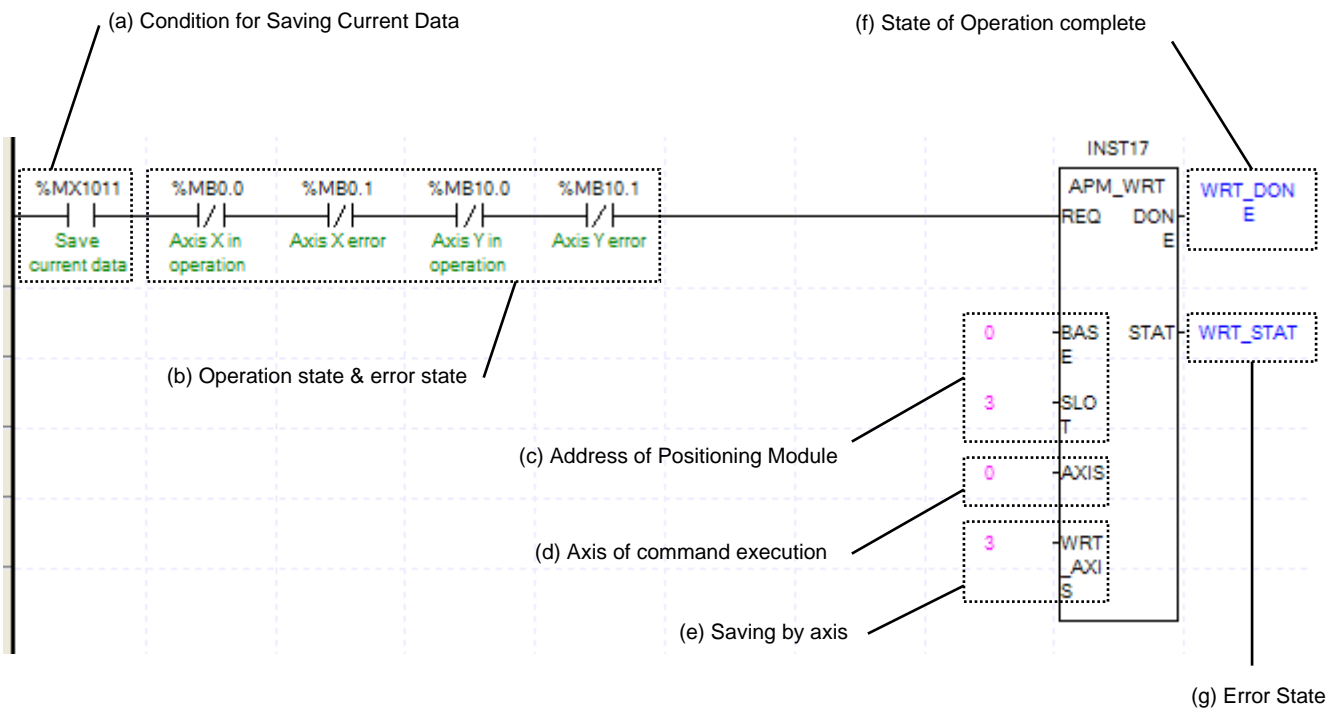 (a) Condition for Saving Current Data
(f) State of Operation complete
INST17
%MX1011
%MB0.0
%MB0.1
%MB10.0
%MB10.1
APM_WRT
WRT_DON
E
REQ
DON
E
Save
current data
Axis X in
operation
Axis X error
Axis Y in
operation
Axis Y error
0
BAS
E
STAT
WRT_STAT
(b) Operation state & error state
3
SLO
T
(c) Address of Positioning Module
0
AXIS
(d) Axis of command execution
3
WRT
_AXI
S
(e) Saving by axis
(g) Error State